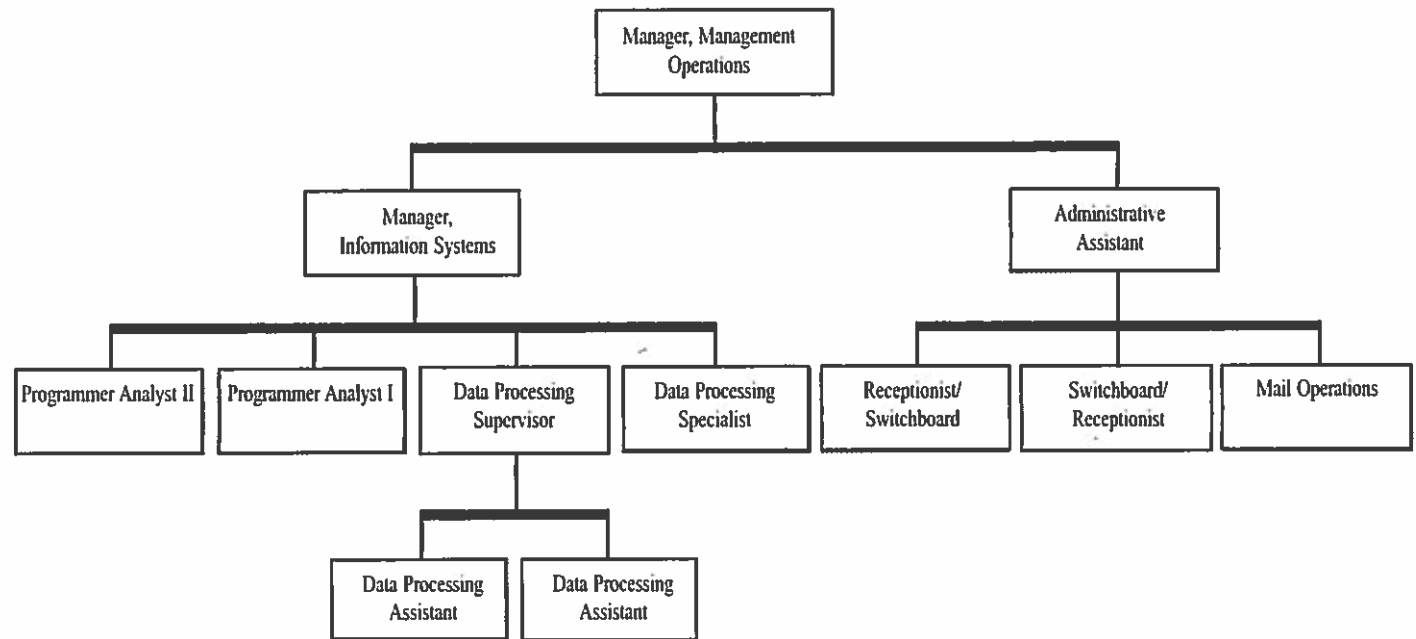 Manager, Management
Operations
Manager,
Information Systems
Administrative
Assistant
Programmer Analyst II
Programmer Analyst I
Data Processing
Supervisor
Data Processing
Specialist
Receptionist/
Switchboard
Switchboard/
Receptionist
Mail Operations
Data Processing
Assistant
Data Processing
Assistant